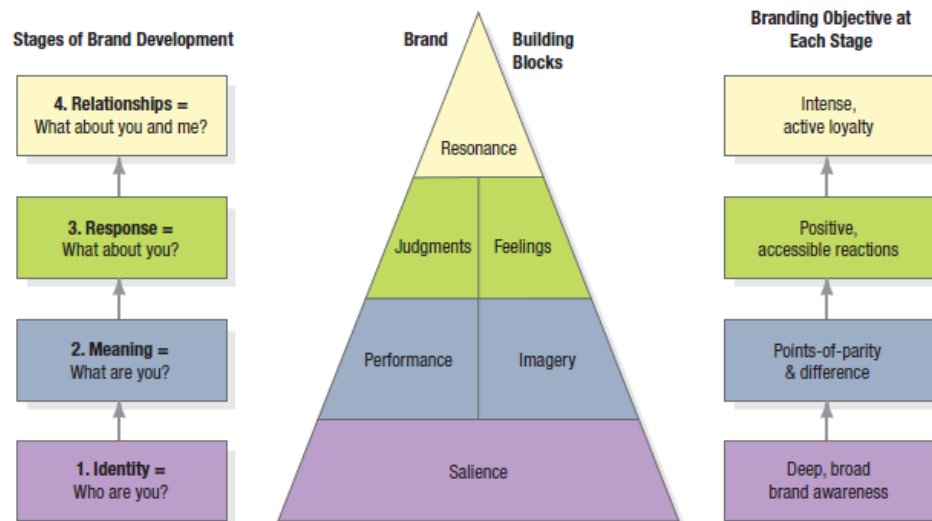 Stages of Brand Development
4. Relationships =
What about you and me?
3. Response =
What about you?
2. Meaning =
What are you?
1. Identity =
Who are you?
Brand
Building
Blocks
Resonance
Judgments
Feelings
Performance
Imagery
Salience
Branding Objective at
Each Stage
Intense,
active loyalty
Positive,
accessible reactions
Points-of-parity
& difference
Deep, broad
brand awareness